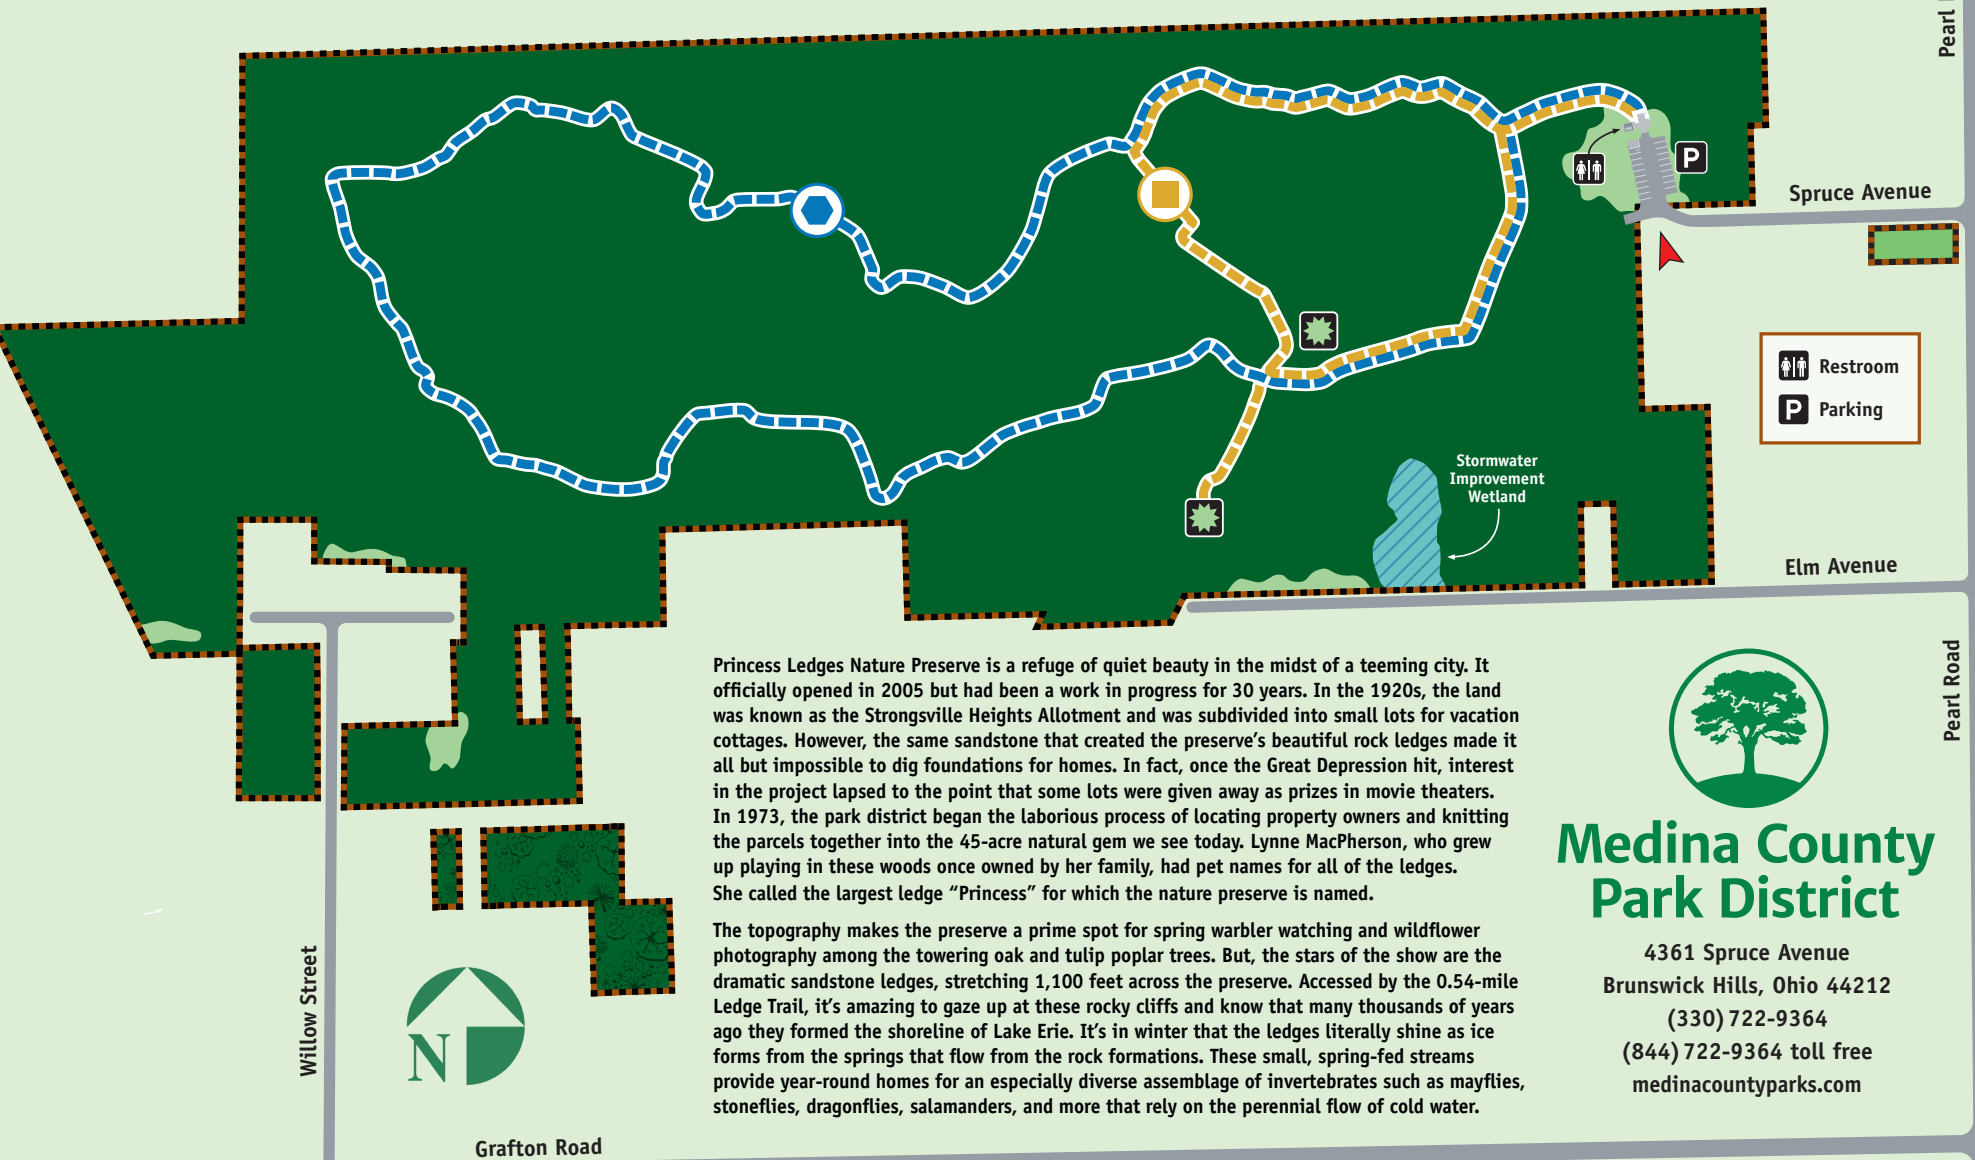 Pearl
P
Spruce Avenue
Restroom
P Parking
Stormwater
Improvement
Wetland
Elm Avenue
Pearl Road
Princess Ledges Nature Preserve is a refuge of quiet beauty in the midst of a teeming city. It
officially opened in 2005 but had been a work in progress for 30 years. In the 1920s, the land
was known as the Strongsville Heights Allotment and was subdivided into small lots for vacation
cottages. However, the same sandstone that created the preserve's beautiful rock ledges made it
all but impossible to dig foundations for homes. In fact, once the Great Depression hit, interest
in the project lapsed to the point that some lots were given away as prizes in movie theaters.
In 1973, the park district began the laborious process of locating property owners and knitting
the parcels together into the 45-acre natural gem we see today. Lynne MacPherson, who grew
up playing in these woods once owned by her family, had pet names for all of the ledges.
She called the largest ledge “Princess” for which the nature preserve is named.
The topography makes the preserve a prime spot for spring warbler watching and wildflower
photography among the towering oak and tulip poplar trees. But, the stars of the show are the
dramatic sandstone ledges, stretching 1,100 feet across the preserve. Accessed by the 0.54-mile
Ledge Trail, it's amazing to gaze up at these rocky cliffs and know that many thousands of years
ago they formed the shoreline of Lake Erie. It's in winter that the ledges literally shine as ice
forms from the springs that flow from the rock formations. These small, spring-fed streams
provide year-round homes for an especially diverse assemblage of invertebrates such as mayflies,
stoneflies, dragonflies, salamanders, and more that rely on the perennial flow of cold water.
Medina County
Park District
4361 Spruce Avenue
Brunswick Hills, Ohio 44212
(330) 722-9364
(844) 722-9364 toll free
medinacountyparks.com
Willow Street
N
Grafton Road